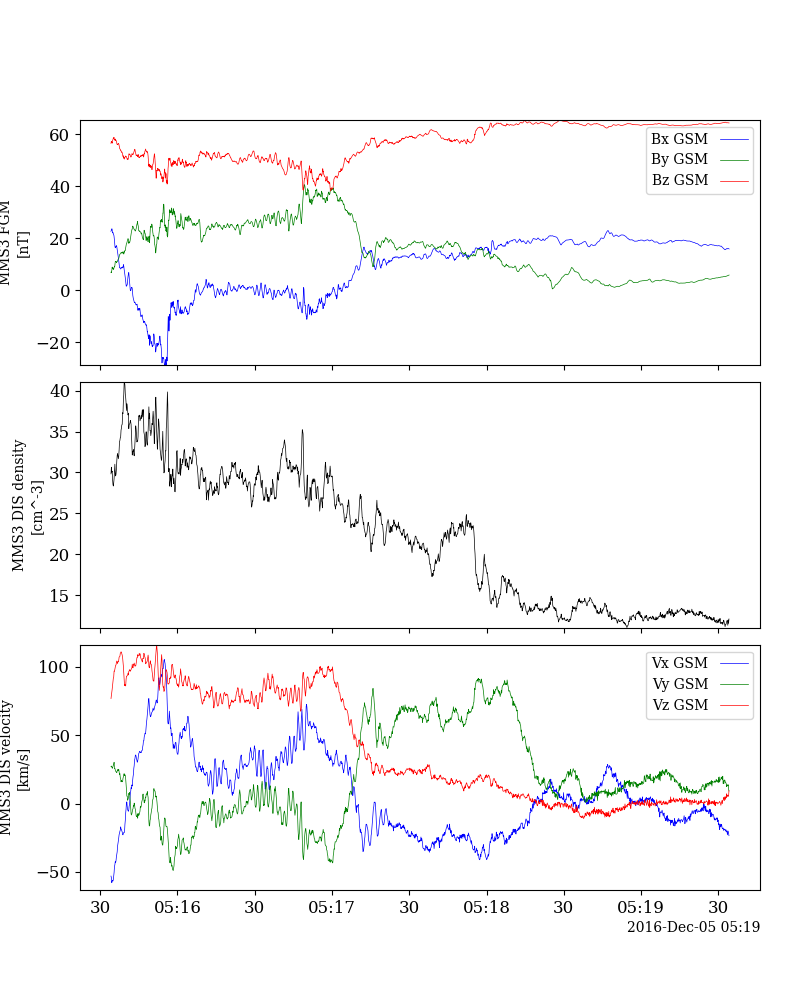 60
40
20
0
−20
MMS3 FGM
[nT]
Bx GSM
By GSM
Bz GSM
40
35
30
25
20
15
MMS3 DIS density
[cm^-3]
100
50
0
−50
MMS3 DIS velocity
[km/s]
Vx GSM
Vy GSM
Vz GSM
30 05:16 30 05:17 30 05:18 30 05:19 30
2016-Dec-05 05:19